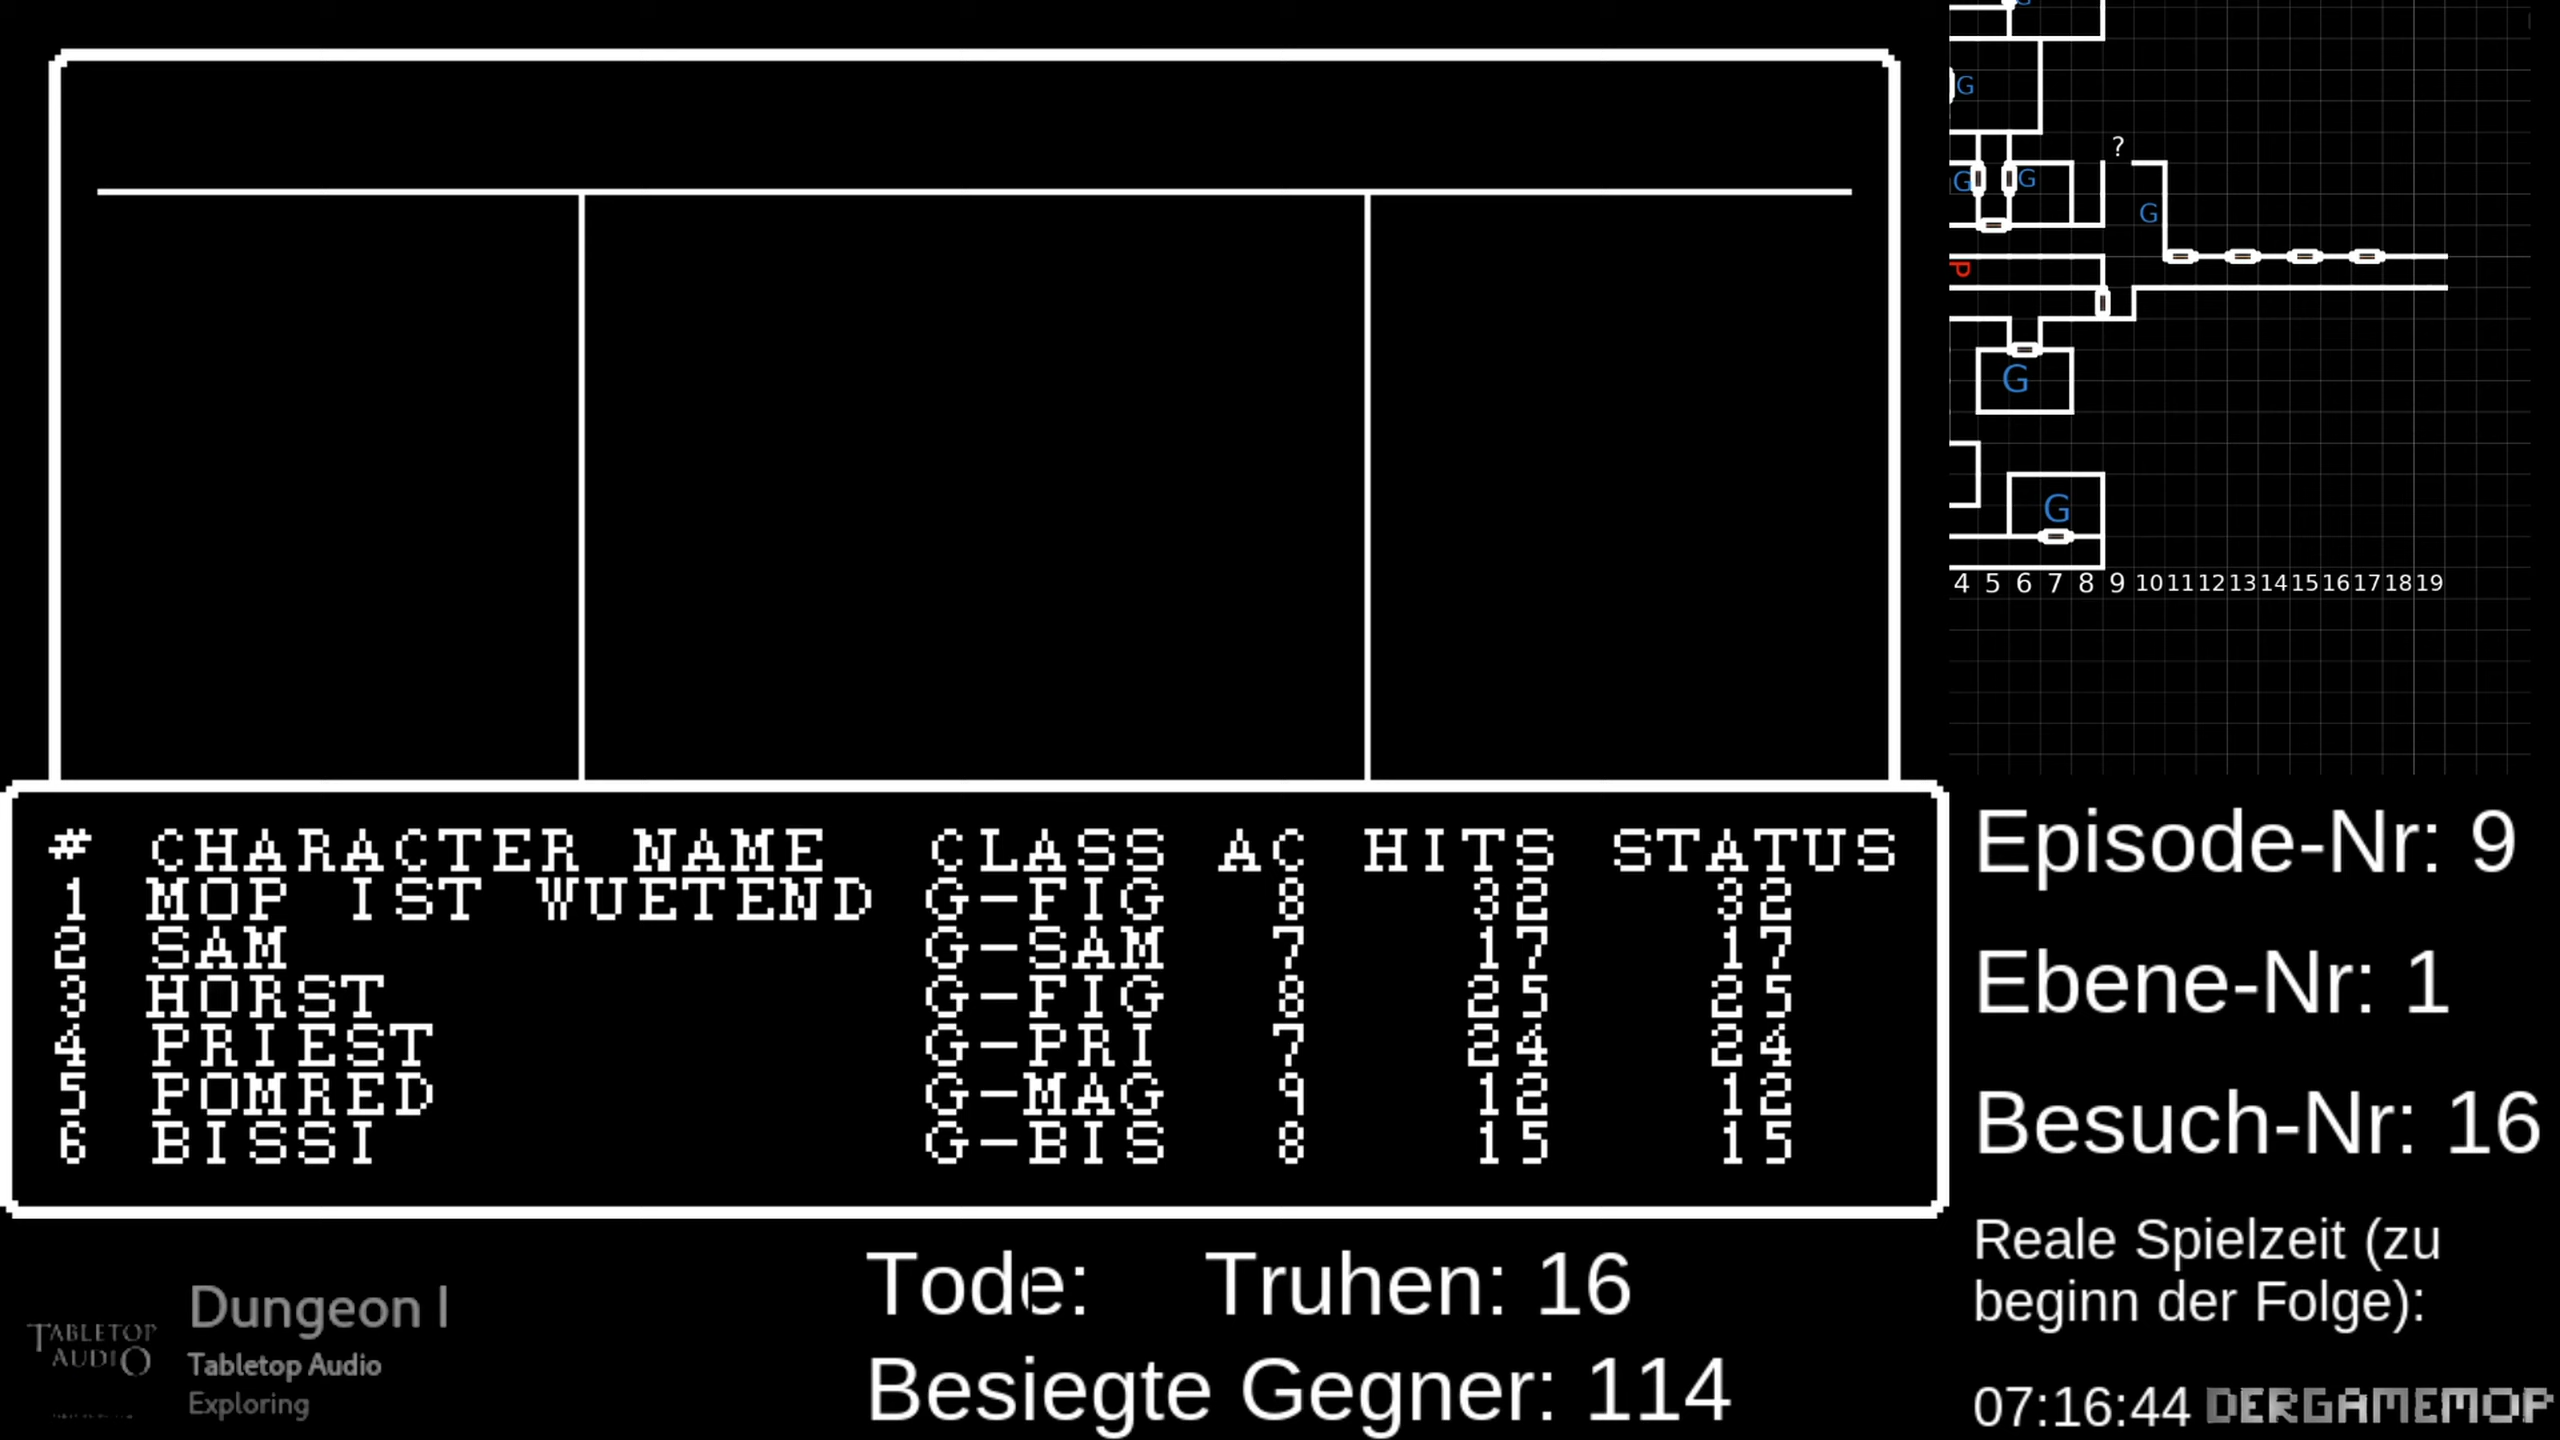 # CHARACTER NAME CLASS AC HITS STATUS
1 MOP IST WUETEND G-FIG 8 32 32
2 SAM G-SAM 7 17 17
3 HORST G-FIG 8 25 25
4 PRIEST G-PRI 7 24 24
5 POMRED G-MAG 9 12 12
6 BISSI G-BIS 8 15 15
G
G
G G
?
G
P
G
G
4 5 6 7 8 9 10 11 12 13 14 15 16 17 18 19
Episode-Nr: 9
Ebene-Nr: 1
Besuch-Nr: 16
Reale Spielzeit (zu
beginn der Folge):
07:16:44
DERGAMEMOP
Tode: Truhen: 16
Besiegte Gegner: 114
TABLETOP
AUDIO
Dungeon I
Tabletop Audio
Exploring